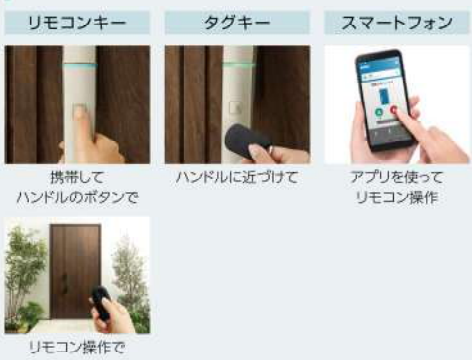 リモコンキー
タグキー
スマートフォン
携帯して
ハンドルのボタンで
ハンドルに近づけて
アプリを使って
リモコン操作
リモコン操作で